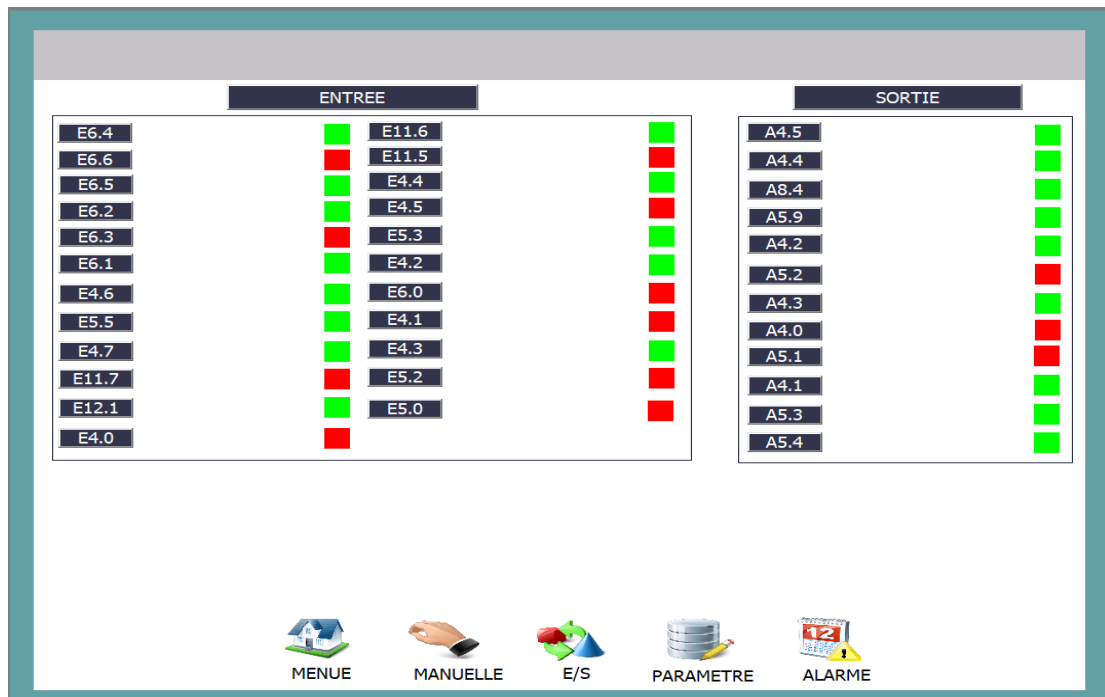 ENTREE
SORTIE
E6.4
E6.6
E6.5
E6.2
E6.3
E6.1
E4.6
E5.5
E4.7
E11.7
E12.1
E4.0
E11.6
E11.5
E4.4
E4.5
E5.3
E4.2
E6.0
E4.1
E4.3
E5.2
E5.0
A4.5
A4.4
A8.4
A5.9
A4.2
A5.2
A4.3
A4.0
A5.1
A4.1
A5.3
A5.4
12
MENUE
MANUELLE
E/S
PARAMETRE
ALARME